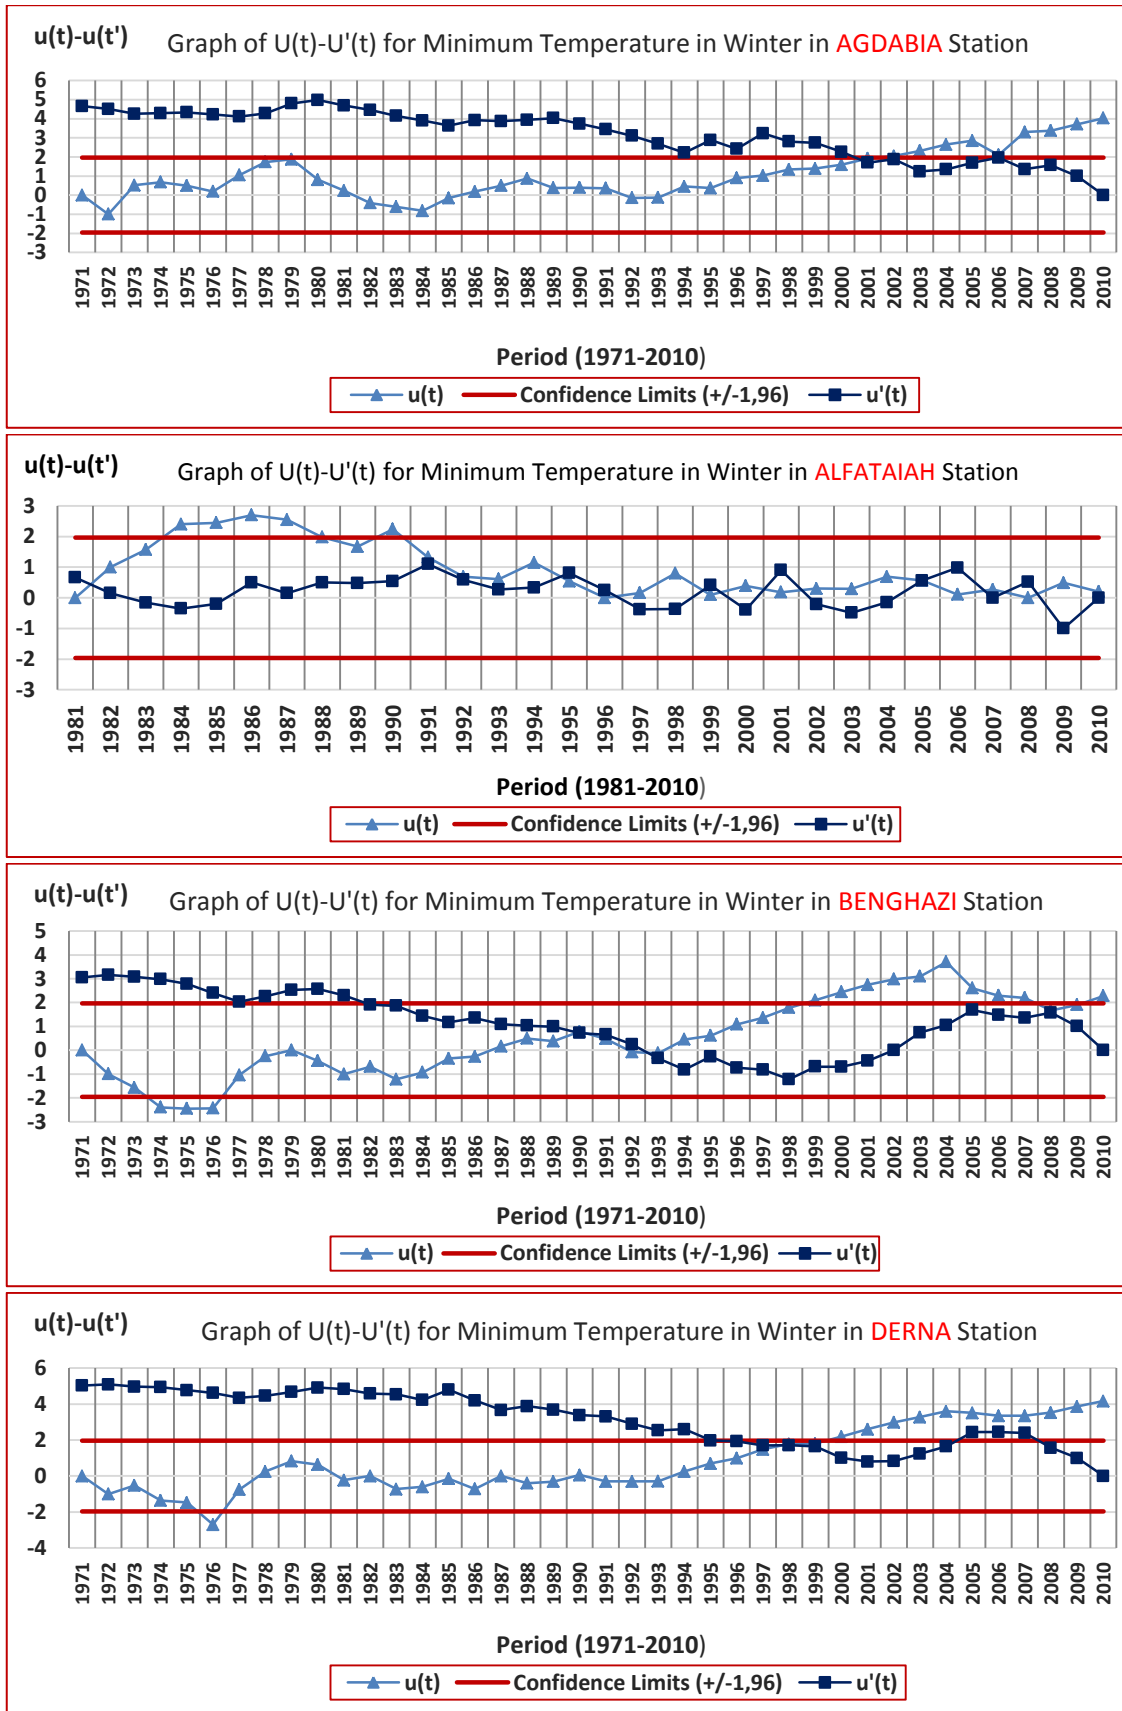 u(t)-u(t')
Graph of U(t)-U'(t) for Minimum Temperature in Winter in AGDABIA Station
6
5
4
3
2
1
0
-1
-2
-3
1971 1972 1973 1974 1975 1976 1977 1978 1979 1980 1981 1982 1983 1984 1985 1986 1987 1988 1989 1990 1991 1992 1993 1994 1995 1996 1997 1998 1999 2000 2001 2002 2003 2004 2005 2006 2007 2008 2009 2010
Period (1971-2010)
u(t) Confidence Limits (+/-1,96) u'(t)
u(t)-u(t')
Graph of U(t)-U'(t) for Minimum Temperature in Winter in ALFATAIAH Station
3
2
1
0
-1
-2
-3
1981 1982 1983 1984 1985 1986 1987 1988 1989 1990 1991 1992 1993 1994 1995 1996 1997 1998 1999 2000 2001 2002 2003 2004 2005 2006 2007 2008 2009 2010
Period (1981-2010)
u(t) Confidence Limits (+/-1,96) u'(t)
u(t)-u(t')
Graph of U(t)-U'(t) for Minimum Temperature in Winter in BENGHAZI Station
5
4
3
2
1
0
-1
-2
-3
1971 1972 1973 1974 1975 1976 1977 1978 1979 1980 1981 1982 1983 1984 1985 1986 1987 1988 1989 1990 1991 1992 1993 1994 1995 1996 1997 1998 1999 2000 2001 2002 2003 2004 2005 2006 2007 2008 2009 2010
Period (1971-2010)
u(t) Confidence Limits (+/-1,96) u'(t)
u(t)-u(t')
Graph of U(t)-U'(t) for Minimum Temperature in Winter in DERNA Station
6
4
2
0
-2
-4
1971 1972 1973 1974 1975 1976 1977 1978 1979 1980 1981 1982 1983 1984 1985 1986 1987 1988 1989 1990 1991 1992 1993 1994 1995 1996 1997 1998 1999 2000 2001 2002 2003 2004 2005 2006 2007 2008 2009 2010
Period (1971-2010)
u(t) Confidence Limits (+/-1,96) u'(t)